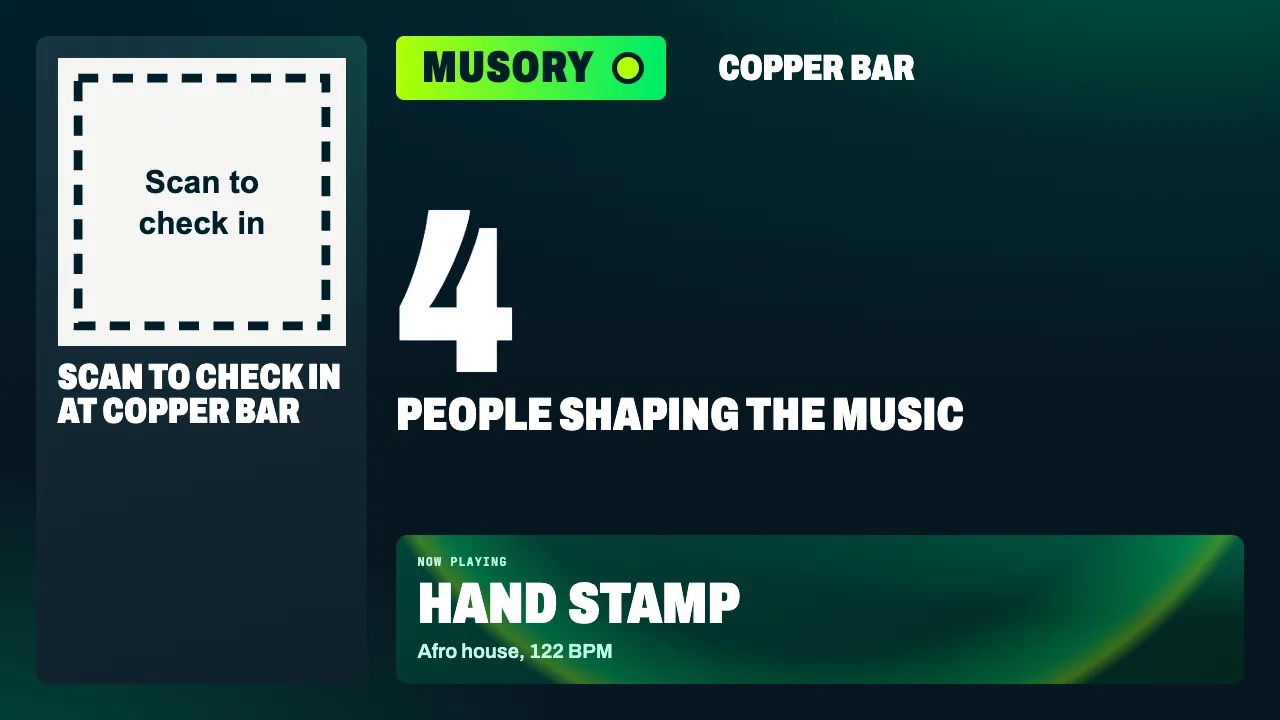 Scan to
check in
SCAN TO CHECK IN
AT COPPER BAR
MUSORY
COPPER BAR
4
PEOPLE SHAPING THE MUSIC
NOW PLAYING
HAND STAMP
Afro house, 122 BPM